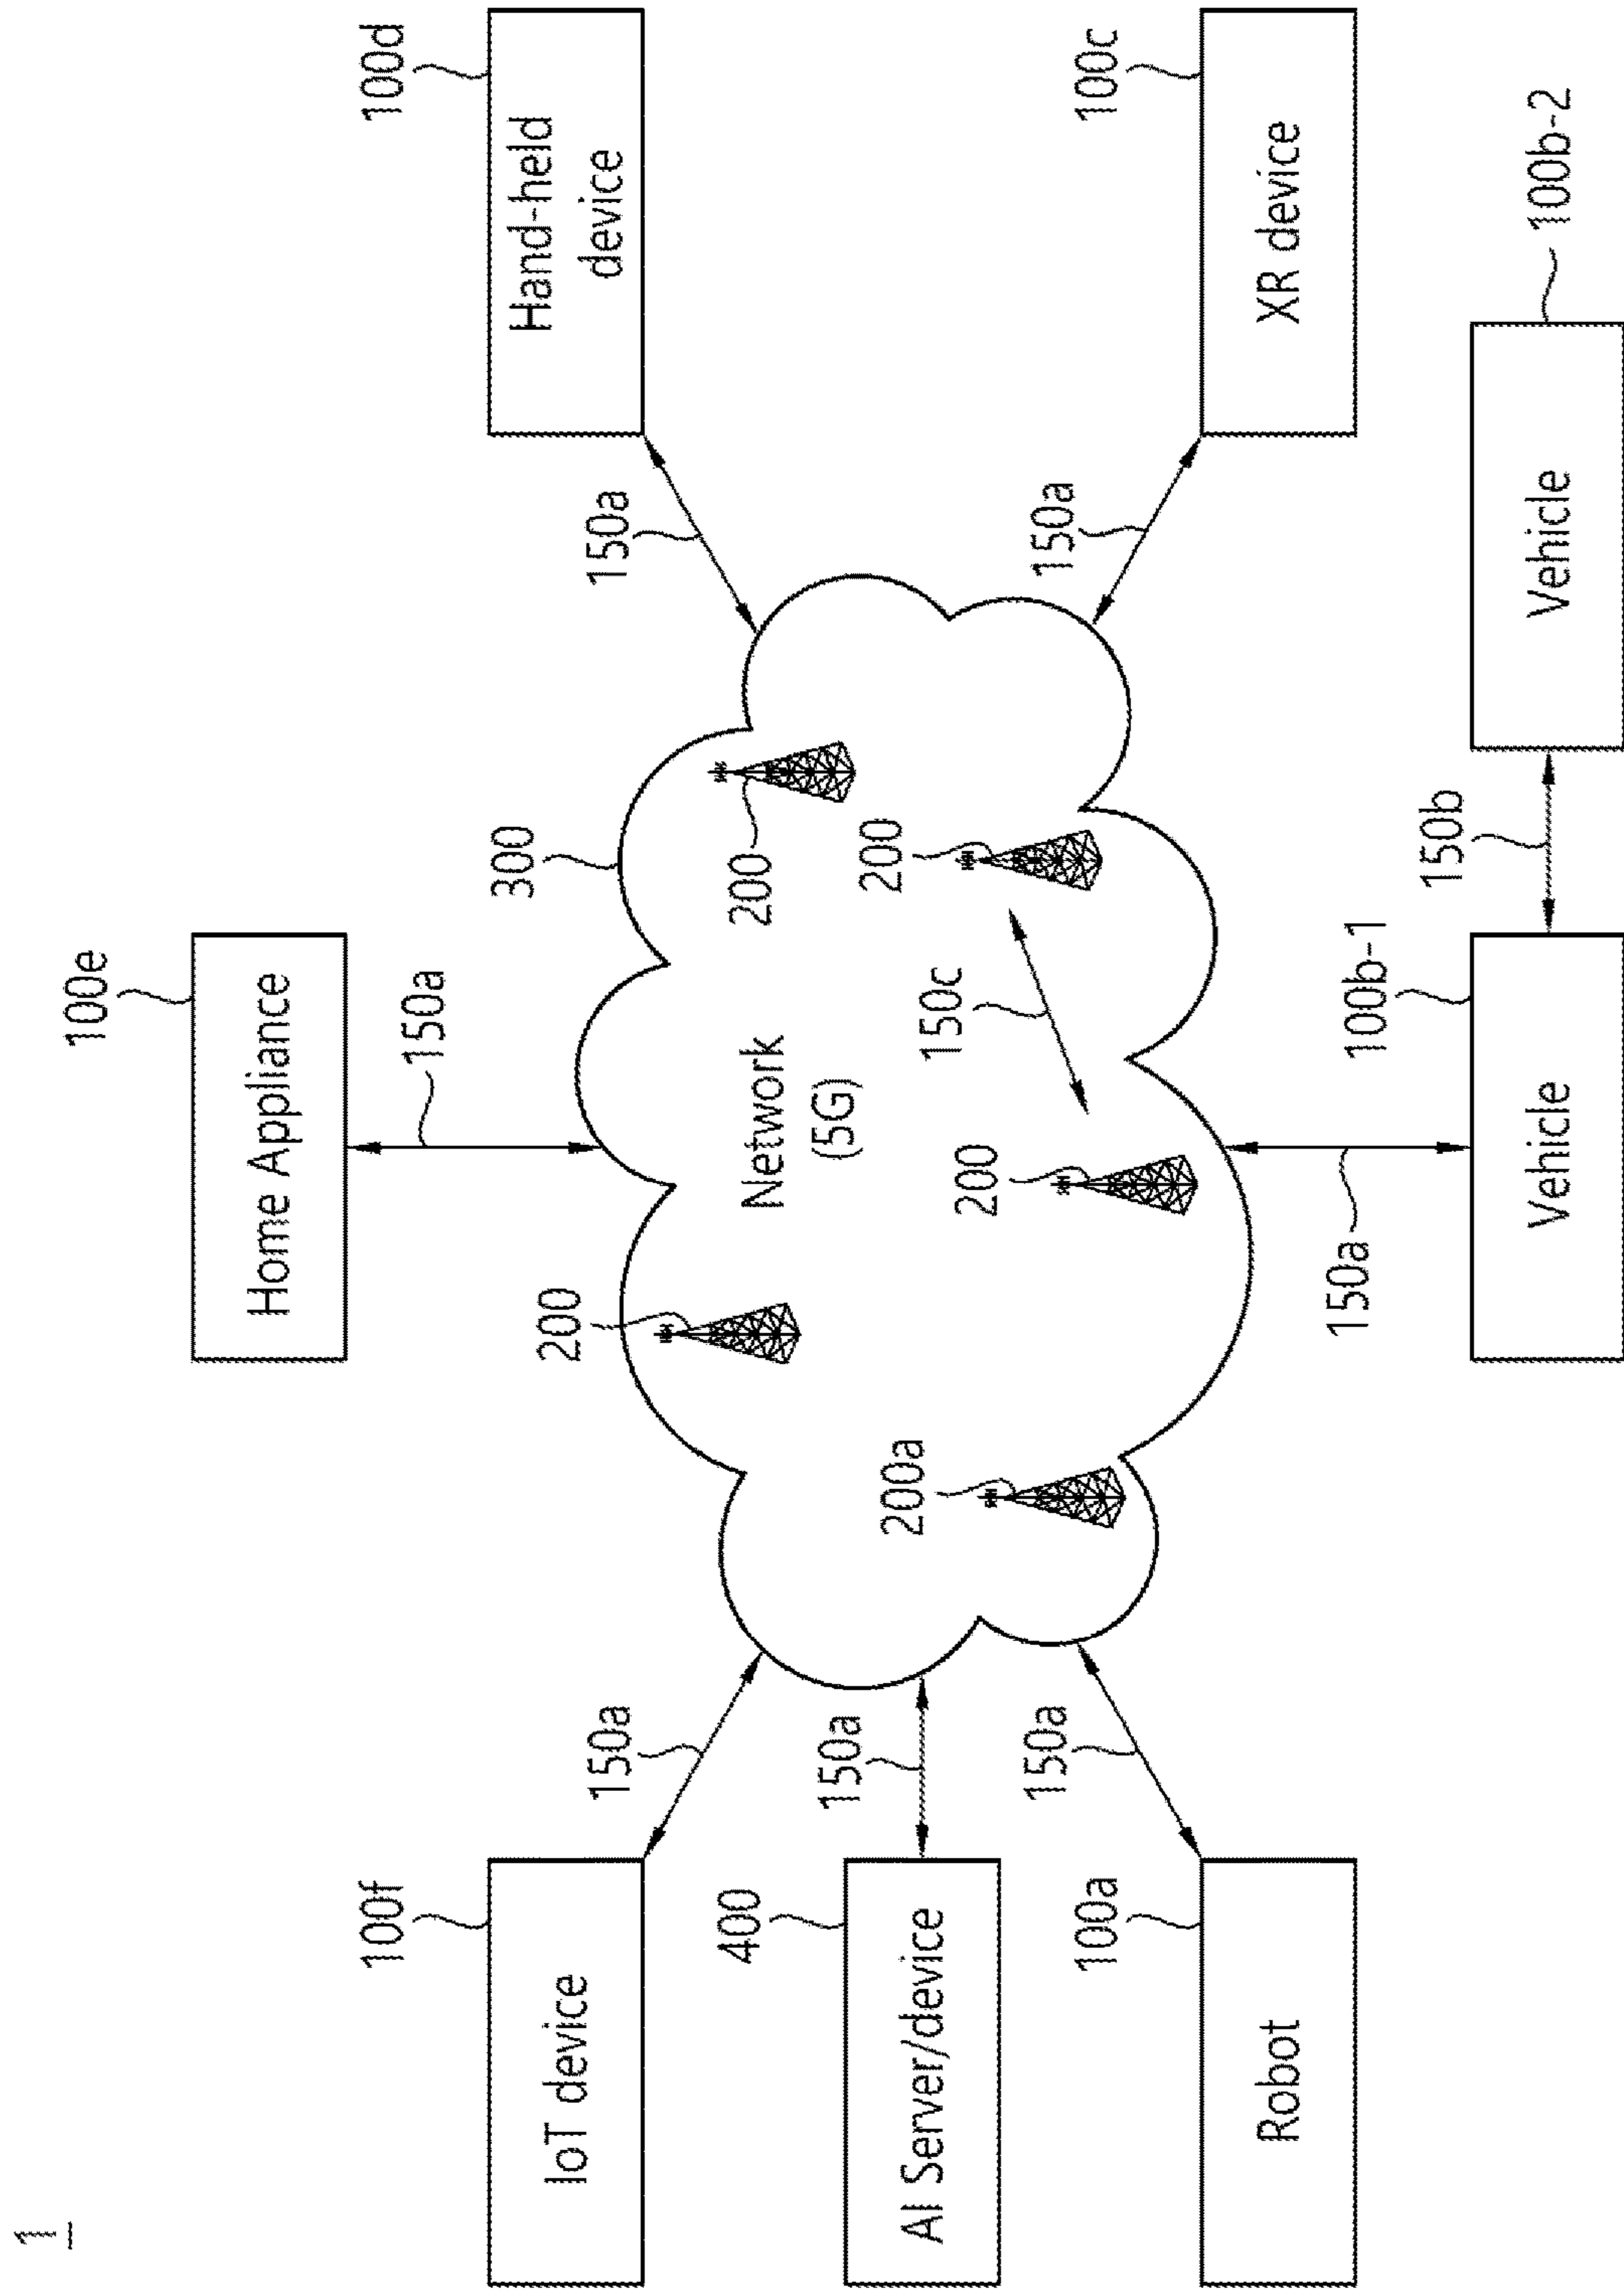 1
100e
Home Appliance
150a
100f
IoT device
150a
300
100d
Hand-held
device
150a
200
200
Network
(5G)
400
AI Server/device
150a
200a
200
150c
200
100a
Robot
150a
150a
100c
XR device
150a
100b-1
Vehicle
150b
Vehicle
100b-2